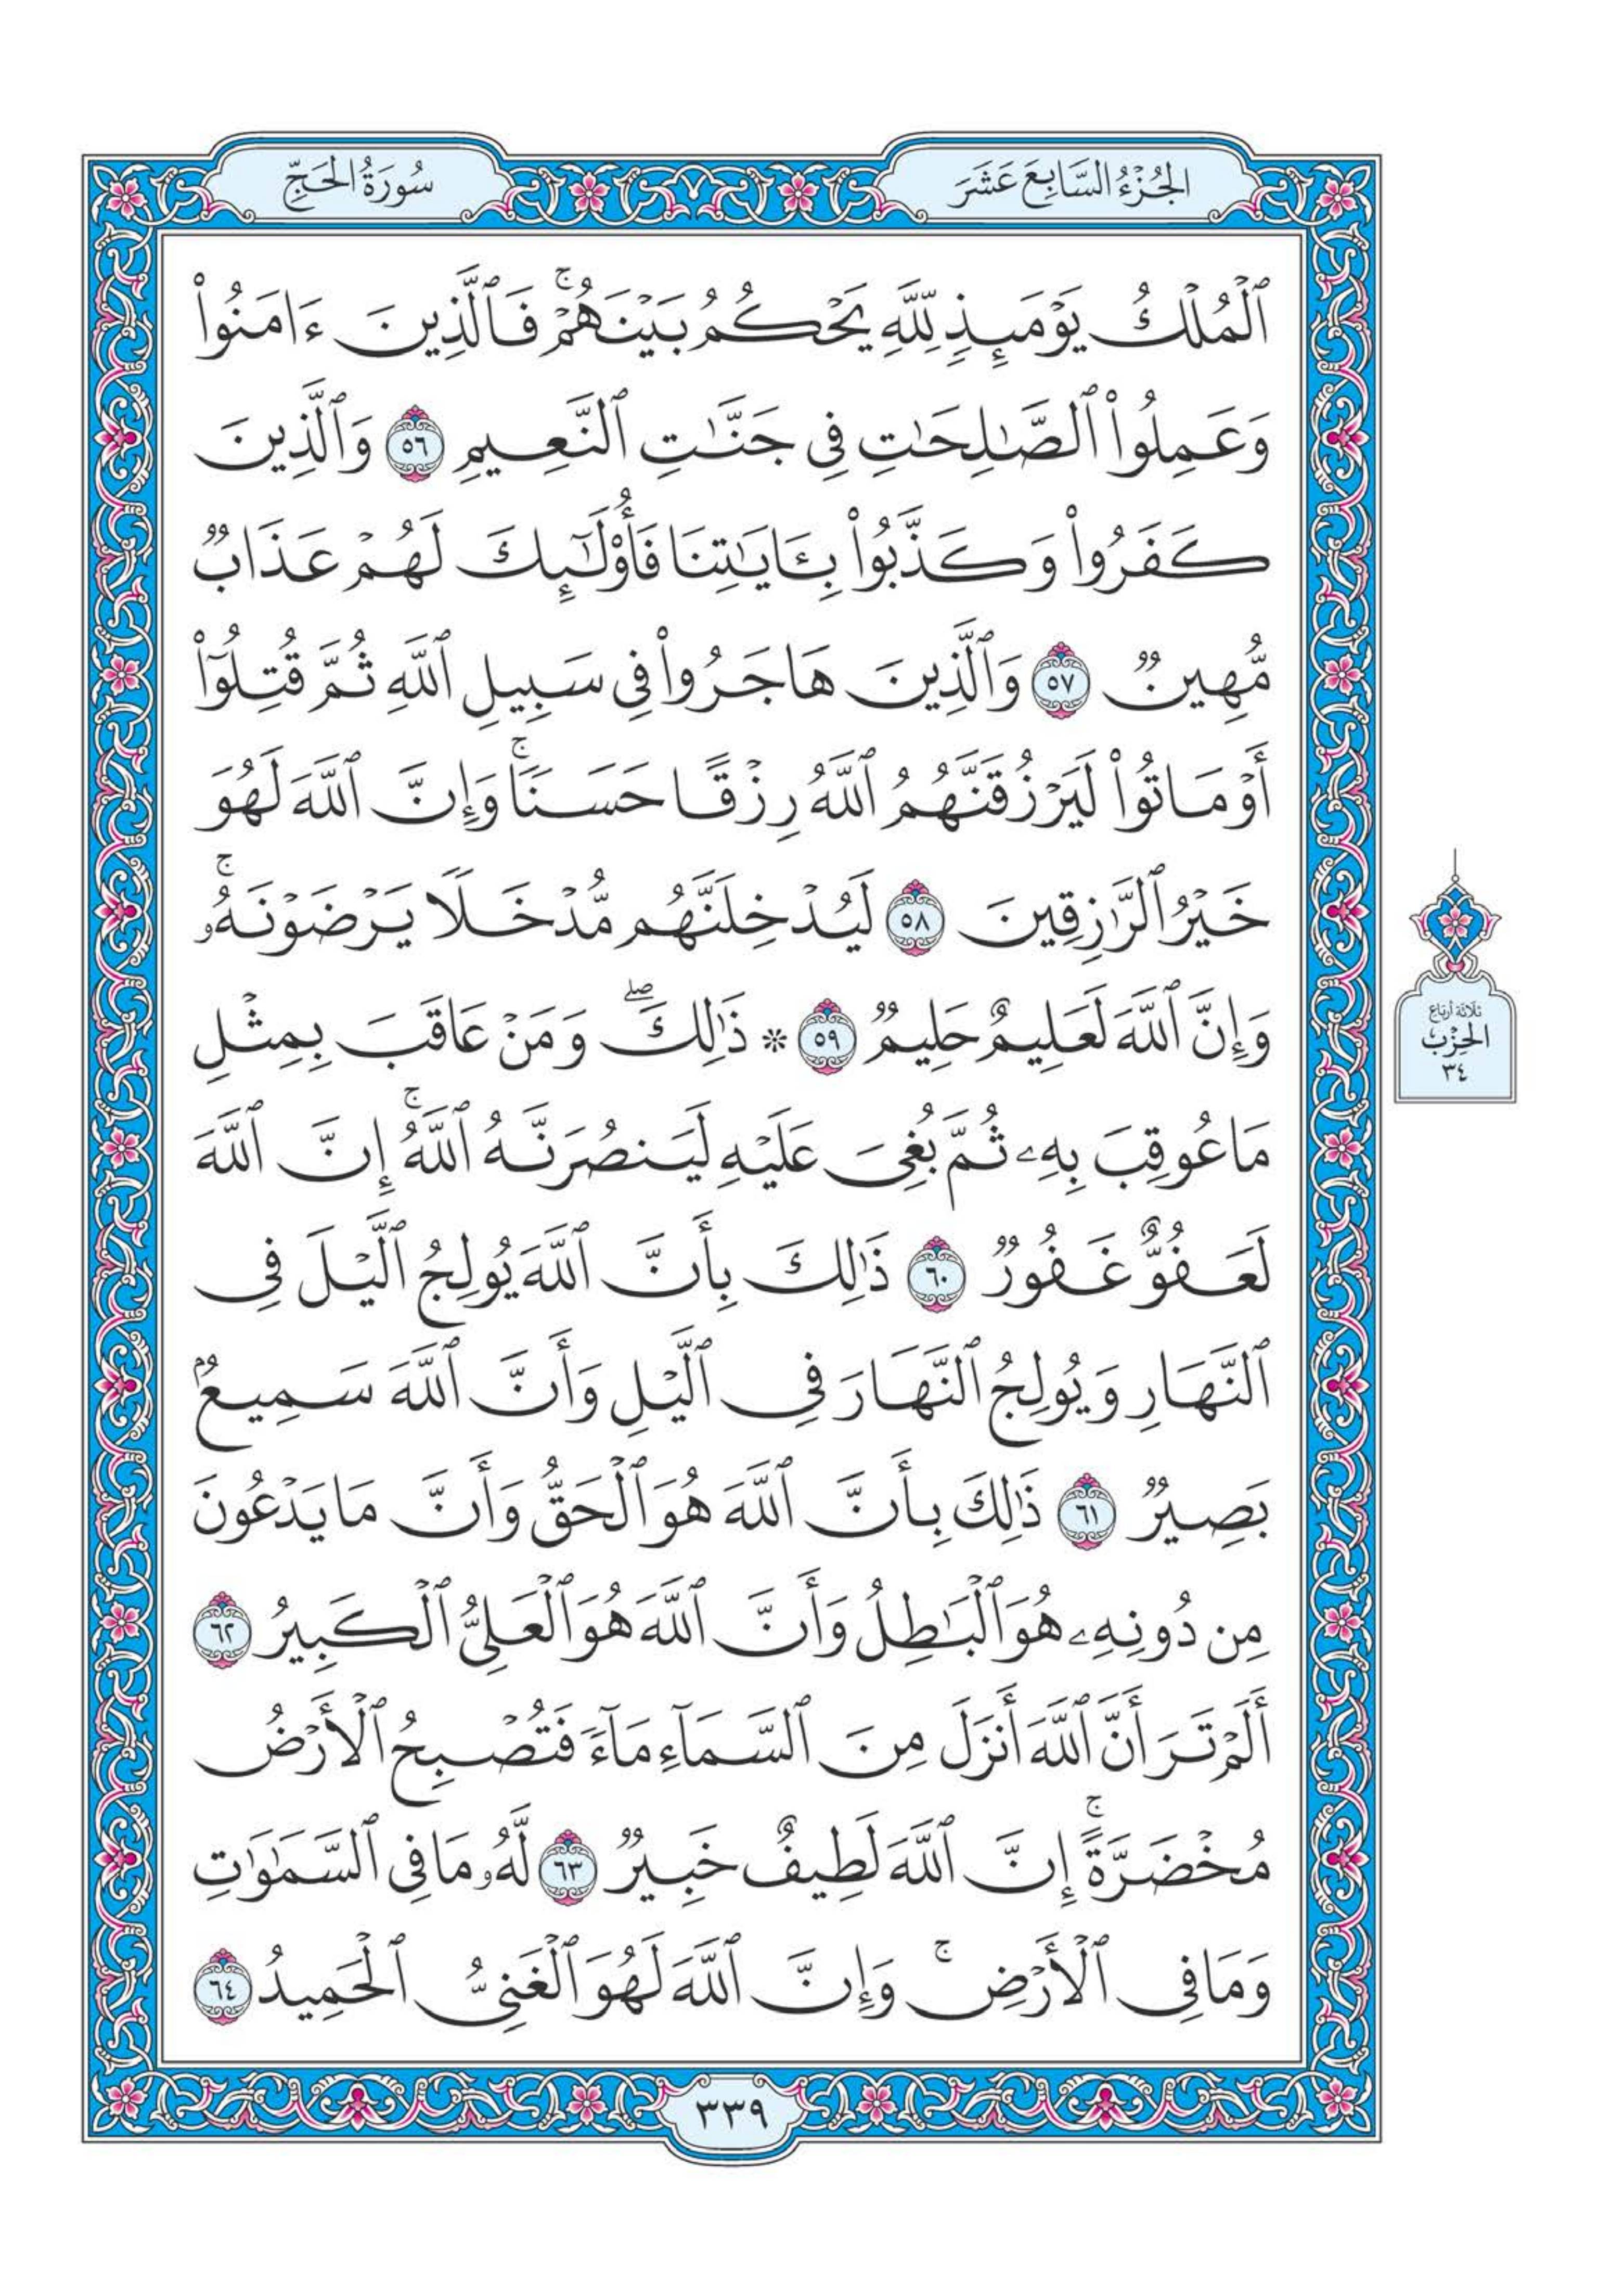 الجُزْءُ السَّابِعَ عَشَرَ
سُورَةُ الحَجِّ
ٱلْمُلْكُ يَوْمَئِذٍ لِّلَّهِ يَحْكُمُ بَيْنَهُمْۚ فَٱلَّذِينَ ءَامَنُوا۟
وَعَمِلُوا۟ ٱلصَّٰلِحَٰتِ فِى جَنَّٰتِ ٱلنَّعِيمِ ٥٦ وَٱلَّذِينَ
كَفَرُوا۟ وَكَذَّبُوا۟ بِـَٔايَٰتِنَا فَأُو۟لَٰٓئِكَ لَهُمْ عَذَابٌ
مُّهِينٌ ٥٧ وَٱلَّذِينَ هَاجَرُوا۟ فِى سَبِيلِ ٱللَّهِ ثُمَّ قُتِلُوٓا۟
أَوْ مَاتُوا۟ لَيَرْزُقَنَّهُمُ ٱللَّهُ رِزْقًا حَسَنًاۚ وَإِنَّ ٱللَّهَ لَهُوَ
خَيْرُ ٱلرَّٰزِقِينَ ٥٨ لَيُدْخِلَنَّهُم مُّدْخَلًا يَرْضَوْنَهُۥۚ
وَإِنَّ ٱللَّهَ لَعَلِيمٌ حَلِيمٌ ٥٩ * ذَٰلِكَۖ وَمَنْ عَاقَبَ بِمِثْلِ
مَا عُوقِبَ بِهِۦ ثُمَّ بُغِىَ عَلَيْهِ لَيَنصُرَنَّهُ ٱللَّهُۚ إِنَّ ٱللَّهَ
لَعَفُوٌّ غَفُورٌ ٦٠ ذَٰلِكَ بِأَنَّ ٱللَّهَ يُولِجُ ٱلَّيْلَ فِى
ٱلنَّهَارِ وَيُولِجُ ٱلنَّهَارَ فِى ٱلَّيْلِ وَأَنَّ ٱللَّهَ سَمِيعٌۢ
بَصِيرٌ ٦١ ذَٰلِكَ بِأَنَّ ٱللَّهَ هُوَ ٱلْحَقُّ وَأَنَّ مَا يَدْعُونَ
مِن دُونِهِۦ هُوَ ٱلْبَٰطِلُ وَأَنَّ ٱللَّهَ هُوَ ٱلْعَلِىُّ ٱلْكَبِيرُ ٦٢
أَلَمْ تَرَ أَنَّ ٱللَّهَ أَنزَلَ مِنَ ٱلسَّمَآءِ مَآءً فَتُصْبِحُ ٱلْأَرْضُ
مُخْضَرَّةًۚ إِنَّ ٱللَّهَ لَطِيفٌ خَبِيرٌ ٦٣ لَّهُۥ مَا فِى ٱلسَّمَٰوَٰتِ
وَمَا فِى ٱلْأَرْضِۚ وَإِنَّ ٱللَّهَ لَهُوَ ٱلْغَنِىُّ ٱلْحَمِيدُ ٦٤
ثلاثة أرباع
الحِزْب
٣٤
٣٣٩